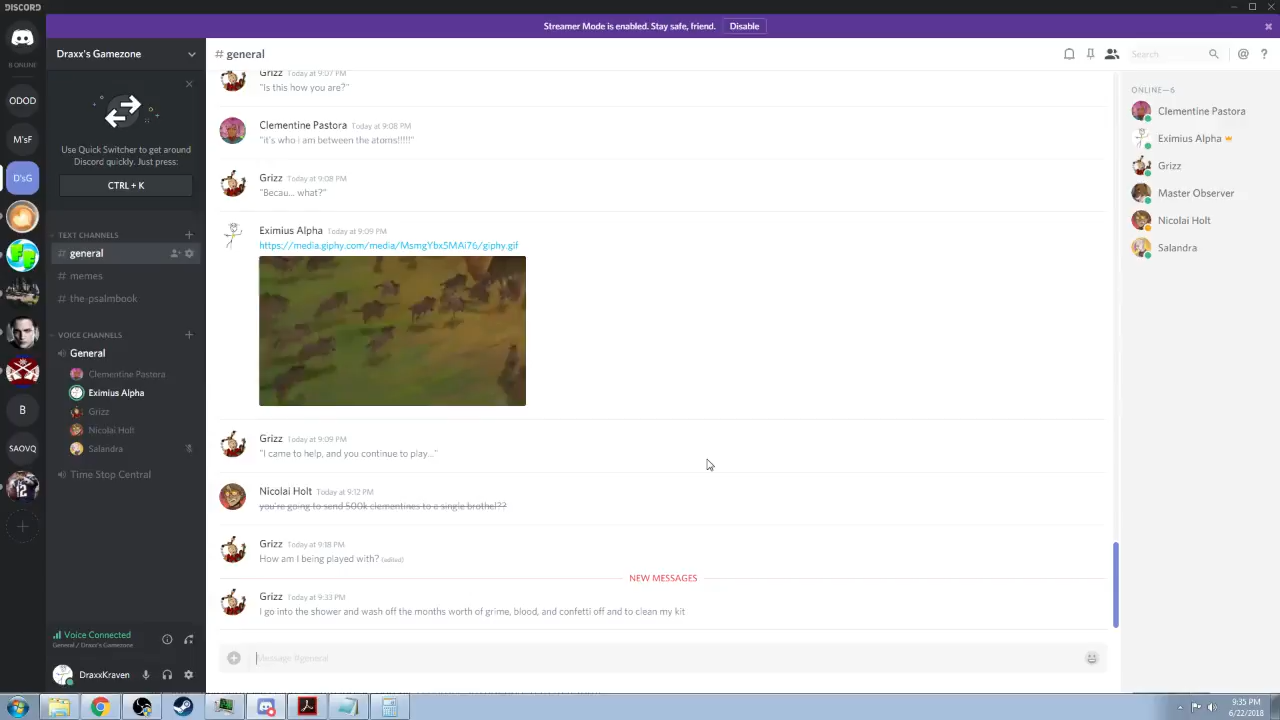 DISCORD
Streamer Mode is enabled. Stay safe, friend. Disable
6 ONLINE
DOOD
D'sG
B
SAOVQ
Draxx's Gamezone
Use Quick Switcher to get around
Discord quickly. Just press:
CTRL + K
TEXT CHANNELS
# general
# memes
# the-psalmbook
VOICE CHANNELS
General
Clementine Pastora
Eximius Alpha
Grizz
Nicolai Holt
Salandra
Time Stop Central
Voice Connected
General / Draxx's Gamezone
DraxxKraven
# general
Search
Grizz Today at 9:07 PM
"Is this how you are?"
Clementine Pastora Today at 9:08 PM
"it's who i am between the atoms!!!!!"
Grizz Today at 9:08 PM
"Becau... what?"
Eximius Alpha Today at 9:09 PM
https://media.giphy.com/media/MsmgYbx5MAi76/giphy.gif
Grizz Today at 9:09 PM
"I came to help, and you continue to play..."
Nicolai Holt Today at 9:12 PM
you're going to send 500k clementines to a single brothel??
Grizz Today at 9:18 PM
How am I being played with? (edited)
NEW MESSAGES
Grizz Today at 9:33 PM
I go into the shower and wash off the months worth of grime, blood, and confetti off and to clean my kit
Message #general
ONLINE—6
Clementine Pastora
Eximius Alpha
Grizz
Master Observer
Nicolai Holt
Salandra
9:35 PM
6/22/2018